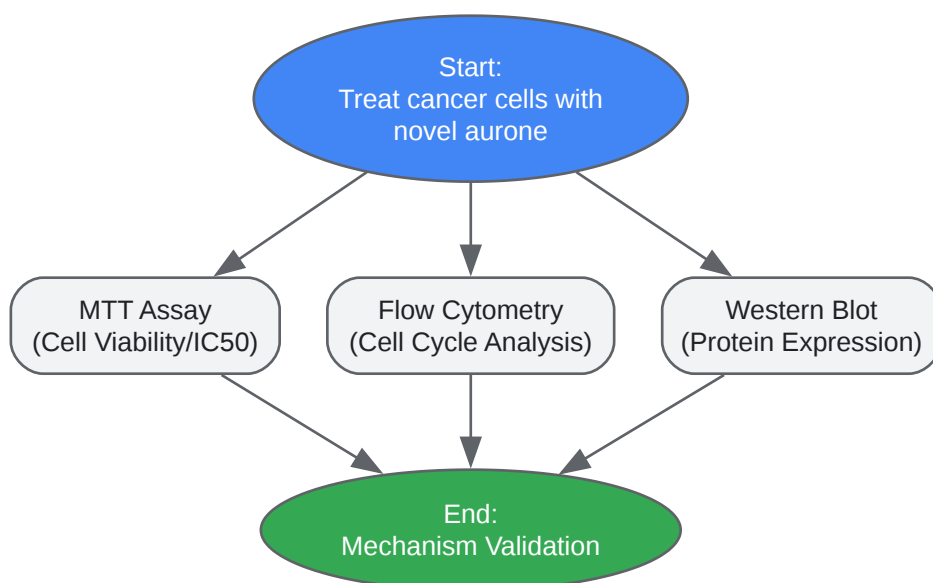 Start:
Treat cancer cells with
novel aurone
MTT Assay
(Cell Viability/IC50)
Flow Cytometry
(Cell Cycle Analysis)
Western Blot
(Protein Expression)
End:
Mechanism Validation